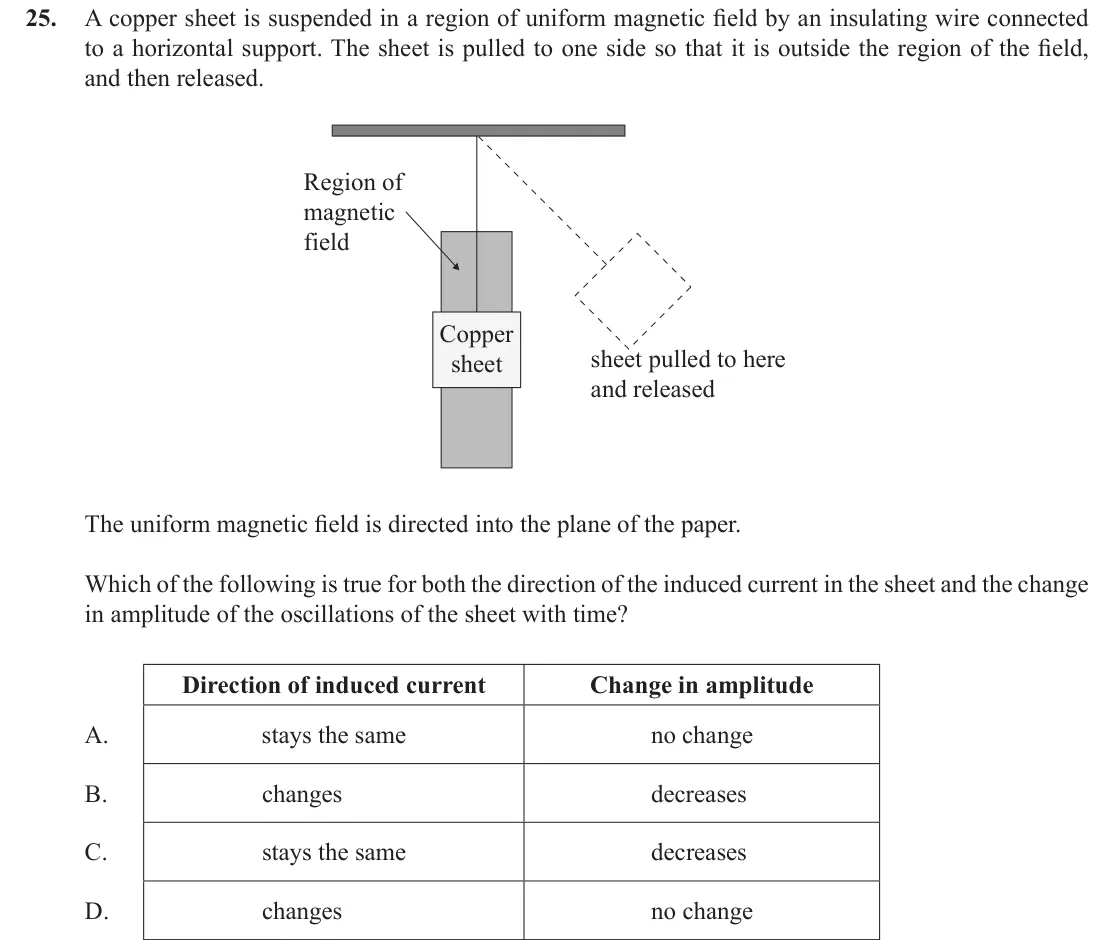 25. A copper sheet is suspended in a region of uniform magnetic field by an insulating wire connected
to a horizontal support. The sheet is pulled to one side so that it is outside the region of the field,
and then released.
Region of
magnetic
field
Copper
sheet
sheet pulled to here
and released
The uniform magnetic field is directed into the plane of the paper.
Which of the following is true for both the direction of the induced current in the sheet and the change
in amplitude of the oscillations of the sheet with time?
Direction of induced current Change in amplitude
A. stays the same no change
B. changes decreases
C. stays the same decreases
D. changes no change